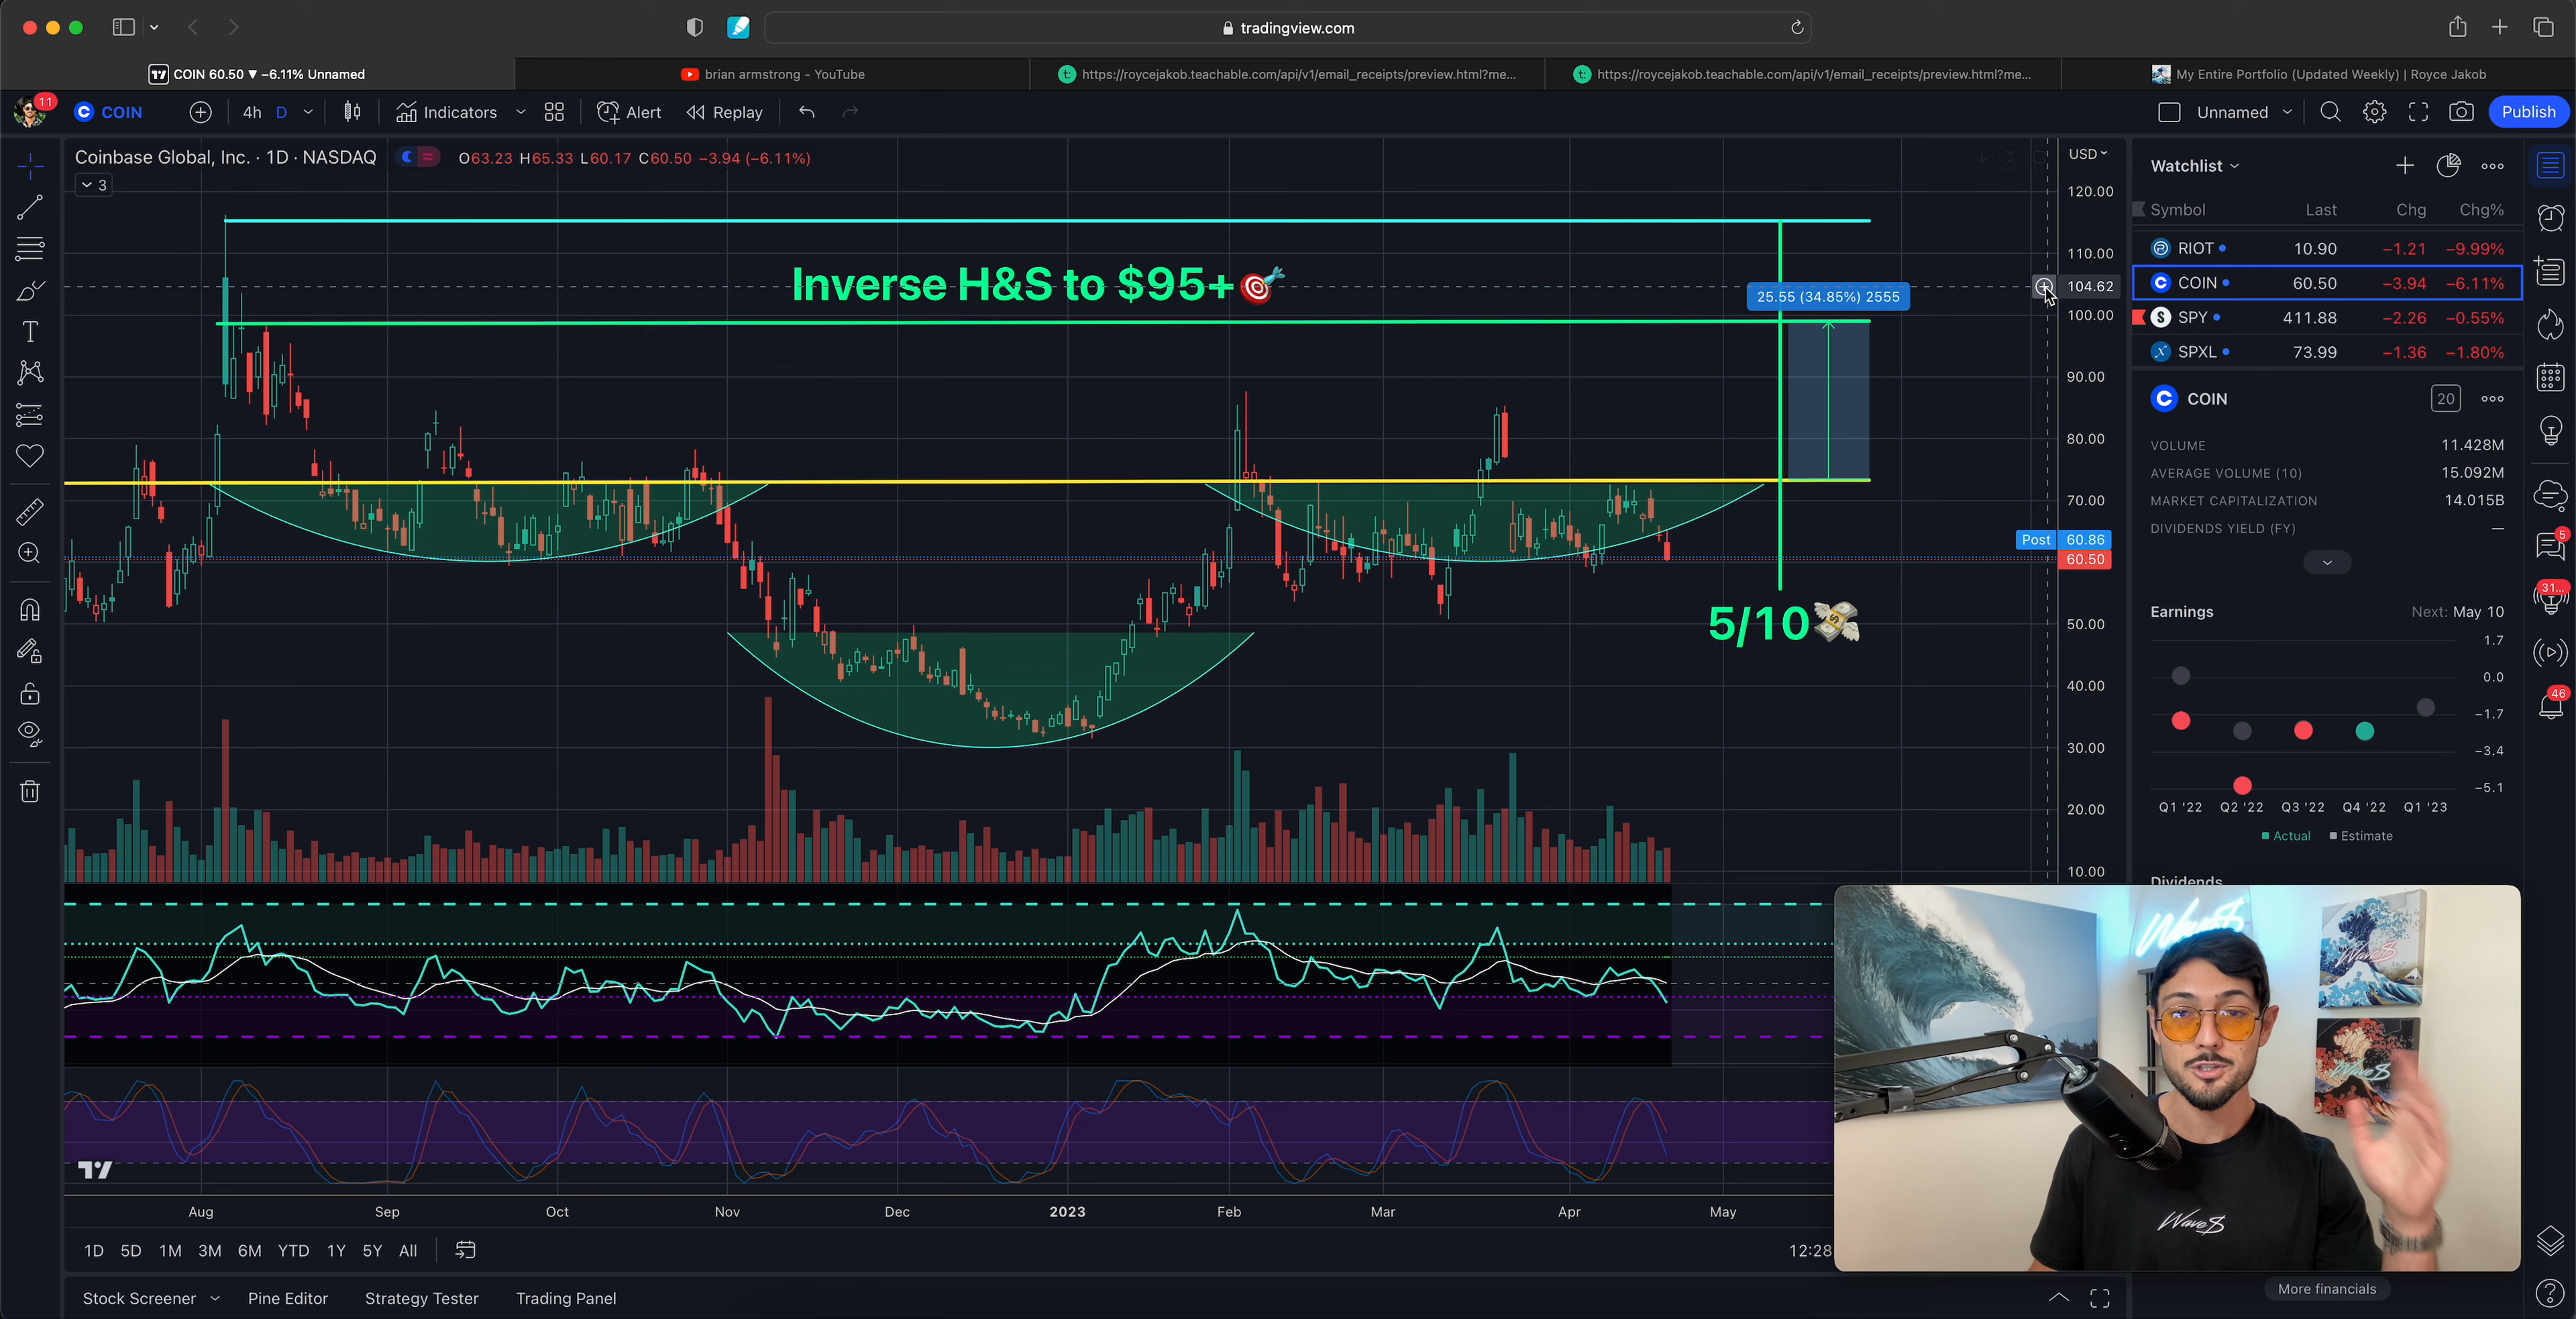 tradingview.com
COIN 60.50 ▼ −6.11% Unnamed
brian armstrong - YouTube
https://roycejakob.teachable.com/api/v1/email_receipts/preview.html?me...
https://roycejakob.teachable.com/api/v1/email_receipts/preview.html?me...
My Entire Portfolio (Updated Weekly) | Royce Jakob
11
COIN
4h D
Indicators
Alert
Replay
Unnamed
Publish
Coinbase Global, Inc. · 1D · NASDAQ
O63.23 H65.33 L60.17 C60.50 −3.94 (−6.11%)
3
USD
120.00
110.00
104.62
100.00
90.00
80.00
70.00
Post 60.86
60.50
50.00
40.00
30.00
20.00
10.00
Inverse H&S to $95+🎯
25.55 (34.85%) 2555
5/10💸
Aug Sep Oct Nov Dec 2023 Feb Mar Apr May
1D 5D 1M 3M 6M YTD 1Y 5Y All
12:28
Stock Screener Pine Editor Strategy Tester Trading Panel
Watchlist
Symbol Last Chg Chg%
RIOT 10.90 −1.21 −9.99%
COIN 60.50 −3.94 −6.11%
SPY 411.88 −2.26 −0.55%
SPXL 73.99 −1.36 −1.80%
COIN
20
VOLUME 11.428M
AVERAGE VOLUME (10) 15.092M
MARKET CAPITALIZATION 14.015B
DIVIDENDS YIELD (FY) —
Earnings Next: May 10
1.7
0.0
−1.7
−3.4
−5.1
Q1 '22 Q2 '22 Q3 '22 Q4 '22 Q1 '23
Actual Estimate
Dividends
More financials
5
31...
46
Wave$
Wave$
Wave$
Wave$